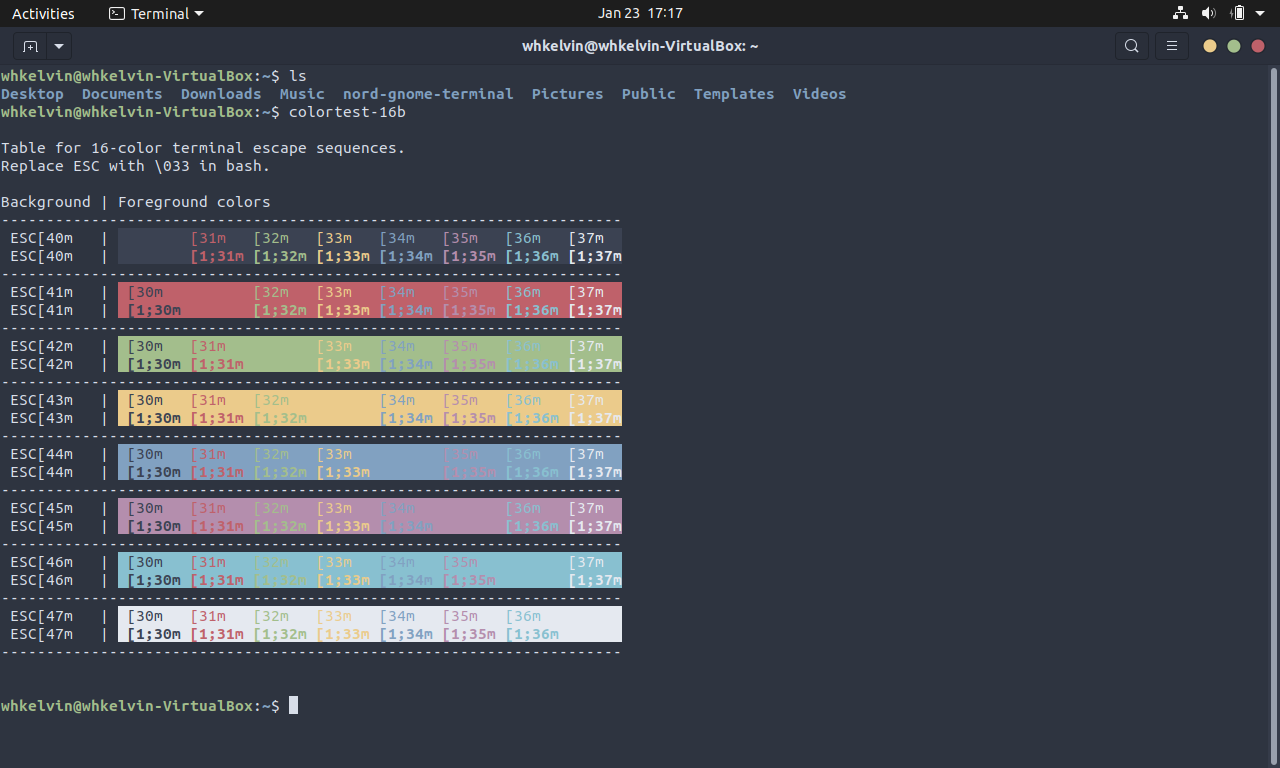 Activities Terminal Jan 23 17:17
whkelvin@whkelvin-VirtualBox: ~
whkelvin@whkelvin-VirtualBox:~$ ls
Desktop Documents Downloads Music nord-gnome-terminal Pictures Public Templates Videos
whkelvin@whkelvin-VirtualBox:~$ colortest-16b
Table for 16-color terminal escape sequences.
Replace ESC with \033 in bash.
Background | Foreground colors
---------------------------------------------------------------------
ESC[40m | [31m [32m [33m [34m [35m [36m [37m
ESC[40m | [1;31m [1;32m [1;33m [1;34m [1;35m [1;36m [1;37m
---------------------------------------------------------------------
ESC[41m | [30m [32m [33m [34m [35m [36m [37m
ESC[41m | [1;30m [1;32m [1;33m [1;34m [1;35m [1;36m [1;37m
---------------------------------------------------------------------
ESC[42m | [30m [31m [33m [34m [35m [36m [37m
ESC[42m | [1;30m [1;31m [1;33m [1;34m [1;35m [1;36m [1;37m
---------------------------------------------------------------------
ESC[43m | [30m [31m [32m [34m [35m [36m [37m
ESC[43m | [1;30m [1;31m [1;32m [1;34m [1;35m [1;36m [1;37m
---------------------------------------------------------------------
ESC[44m | [30m [31m [32m [33m [35m [36m [37m
ESC[44m | [1;30m [1;31m [1;32m [1;33m [1;35m [1;36m [1;37m
---------------------------------------------------------------------
ESC[45m | [30m [31m [32m [33m [34m [36m [37m
ESC[45m | [1;30m [1;31m [1;32m [1;33m [1;34m [1;36m [1;37m
---------------------------------------------------------------------
ESC[46m | [30m [31m [32m [33m [34m [35m [37m
ESC[46m | [1;30m [1;31m [1;32m [1;33m [1;34m [1;35m [1;37m
---------------------------------------------------------------------
ESC[47m | [30m [31m [32m [33m [34m [35m [36m
ESC[47m | [1;30m [1;31m [1;32m [1;33m [1;34m [1;35m [1;36m
---------------------------------------------------------------------
whkelvin@whkelvin-VirtualBox:~$